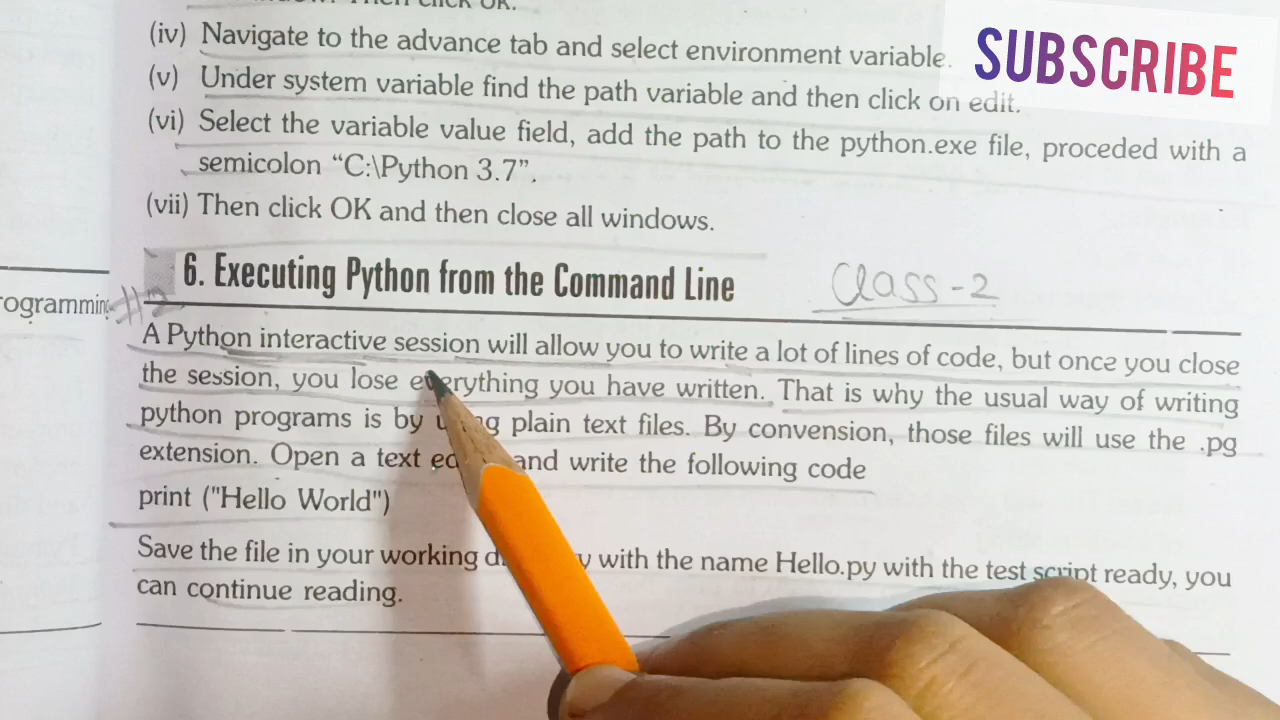 Then click OK.
(iv) Navigate to the advance tab and select environment variable.
SUBSCRIBE
(v) Under system variable find the path variable and then click on edit.
(vi) Select the variable value field, add the path to the python.exe file, proceded with a
semicolon “C:\Python 3.7”.
(vii) Then click OK and then close all windows.
6. Executing Python from the Command Line
Class-2
rogramming
#2
A Python interactive session will allow you to write a lot of lines of code, but once you close
the session, you lose everything you have written. That is why the usual way of writing
python programs is by using plain text files. By convension, those files will use the .pg
extension. Open a text and write the following code
print ("Hello World")
Save the file in your working with the name Hello.py with the test script ready, you
can continue reading.